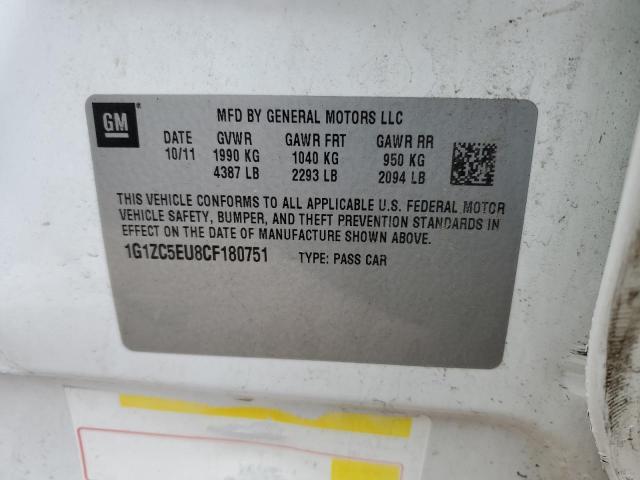 GM
MFD BY GENERAL MOTORS LLC
DATE GVWR GAWR FRT GAWR RR
10/11 1990 KG 1040 KG 950 KG
4387 LB 2293 LB 2094 LB
THIS VEHICLE CONFORMS TO ALL APPLICABLE U.S. FEDERAL MOTOR
VEHICLE SAFETY, BUMPER, AND THEFT PREVENTION STANDARDS IN
EFFECT ON THE DATE OF MANUFACTURE SHOWN ABOVE.
1G1ZC5EU8CF180751 TYPE: PASS CAR